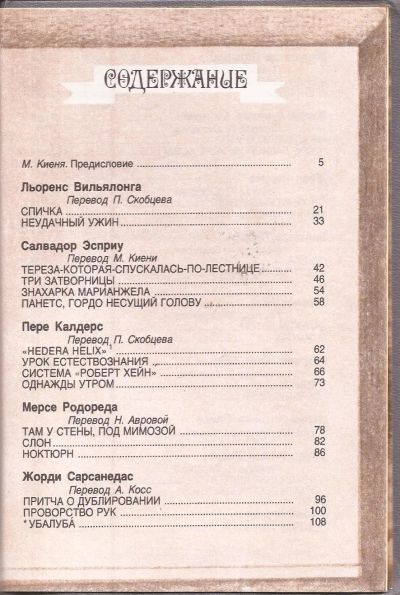 СОДЕРЖАНИЕ
М. Киеня. Предисловие ........ 5
Льоренс Вильялонга
Перевод П. Скобцева
СПИЧКА ........ 21
НЕУДАЧНЫЙ УЖИН ........ 33
Салвадор Эсприу
Перевод М. Киени
ТЕРЕЗА-КОТОРАЯ-СПУСКАЛАСЬ-ПО-ЛЕСТНИЦЕ ........ 42
ТРИ ЗАТВОРНИЦЫ ........ 46
ЗНАХАРКА МАРИАНЖЕЛА ........ 54
ПАНЕТС, ГОРДО НЕСУЩИЙ ГОЛОВУ ........ 58
Пере Калдерс
Перевод П. Скобцева
«HEDERA HELIX» ........ 62
УРОК ЕСТЕСТВОЗНАНИЯ ........ 64
СИСТЕМА «РОБЕРТ ХЕЙН» ........ 66
ОДНАЖДЫ УТРОМ ........ 73
Мерсе Родореда
Перевод Н. Авровой
ТАМ У СТЕНЫ, ПОД МИМОЗОЙ ........ 78
СЛОН ........ 82
НОКТЮРН ........ 86
Жорди Сарсанедас
Перевод А. Косс
ПРИТЧА О ДУБЛИРОВАНИИ ........ 96
ПРОВОРСТВО РУК ........ 100
*УБАЛУБА ........ 108